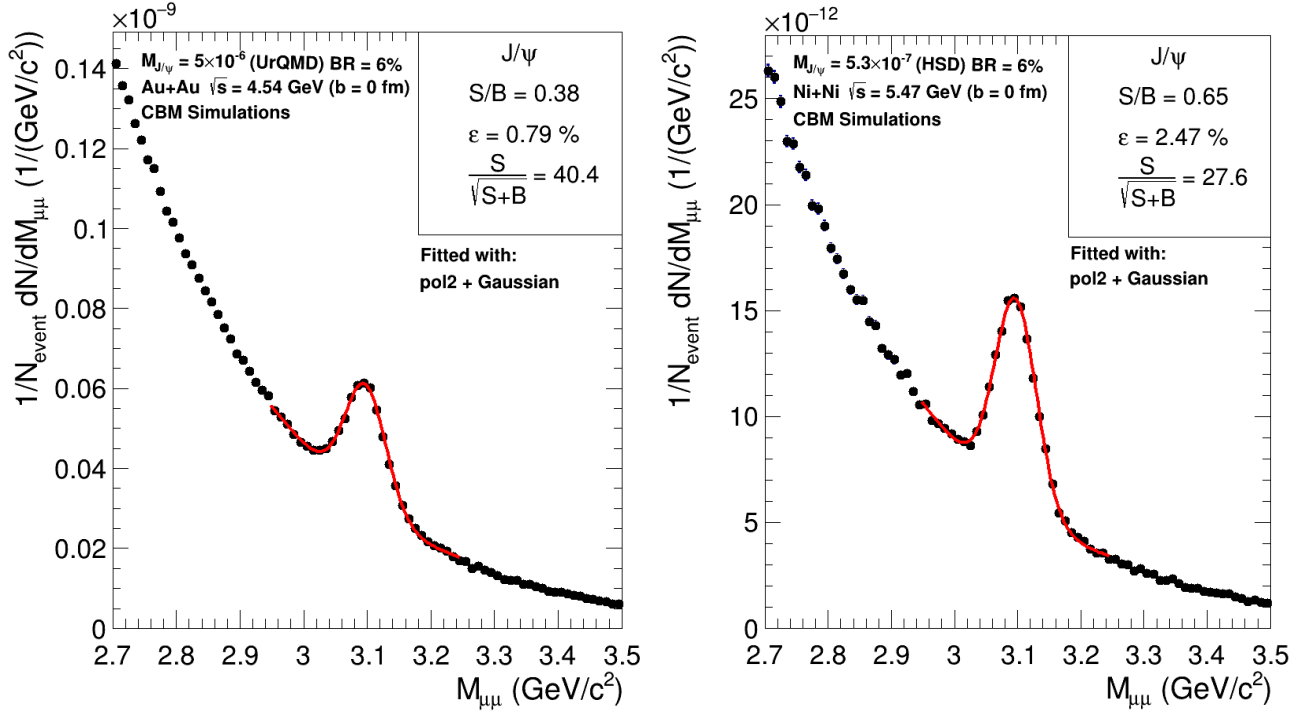 ×10⁻⁹
1/N_event dN/dM_μμ (1/(GeV/c²)
M_J/ψ = 5×10⁻⁶ (UrQMD) BR = 6%
Au+Au √s = 4.54 GeV (b = 0 fm)
CBM Simulations
J/ψ
S/B = 0.38
ε = 0.79 %
S/√S+B = 40.4
Fitted with:
pol2 + Gaussian
0.14
0.12
0.1
0.08
0.06
0.04
0.02
0
2.7 2.8 2.9 3 3.1 3.2 3.3 3.4 3.5
M_μμ (GeV/c²)
×10⁻¹²
1/N_event dN/dM_μμ (1/(GeV/c²)
M_J/ψ = 5.3×10⁻⁷ (HSD) BR = 6%
Ni+Ni √s = 5.47 GeV (b = 0 fm)
CBM Simulations
J/ψ
S/B = 0.65
ε = 2.47 %
S/√S+B = 27.6
Fitted with:
pol2 + Gaussian
25
20
15
10
5
0
2.7 2.8 2.9 3 3.1 3.2 3.3 3.4 3.5
M_μμ (GeV/c²)